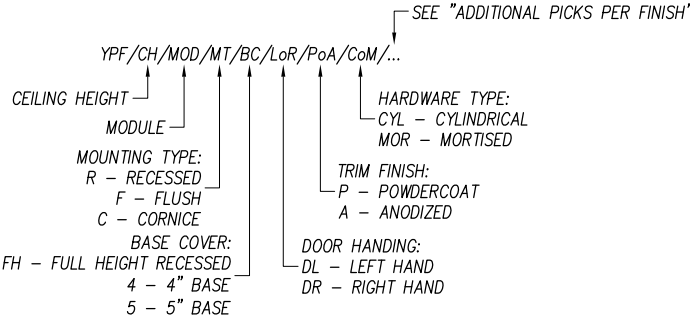 SEE "ADDITIONAL PICKS PER FINISH"
YPF/CH/MOD/MT/BC/LoR/PoA/CoM/...
CEILING HEIGHT
MODULE
MOUNTING TYPE:
R - RECESSED
F - FLUSH
C - CORNICE
BASE COVER:
FH - FULL HEIGHT RECESSED
4 - 4" BASE
5 - 5" BASE
DOOR HANDING:
DL - LEFT HAND
DR - RIGHT HAND
TRIM FINISH:
P - POWDERCOAT
A - ANODIZED
HARDWARE TYPE:
CYL - CYLINDRICAL
MOR - MORTISED